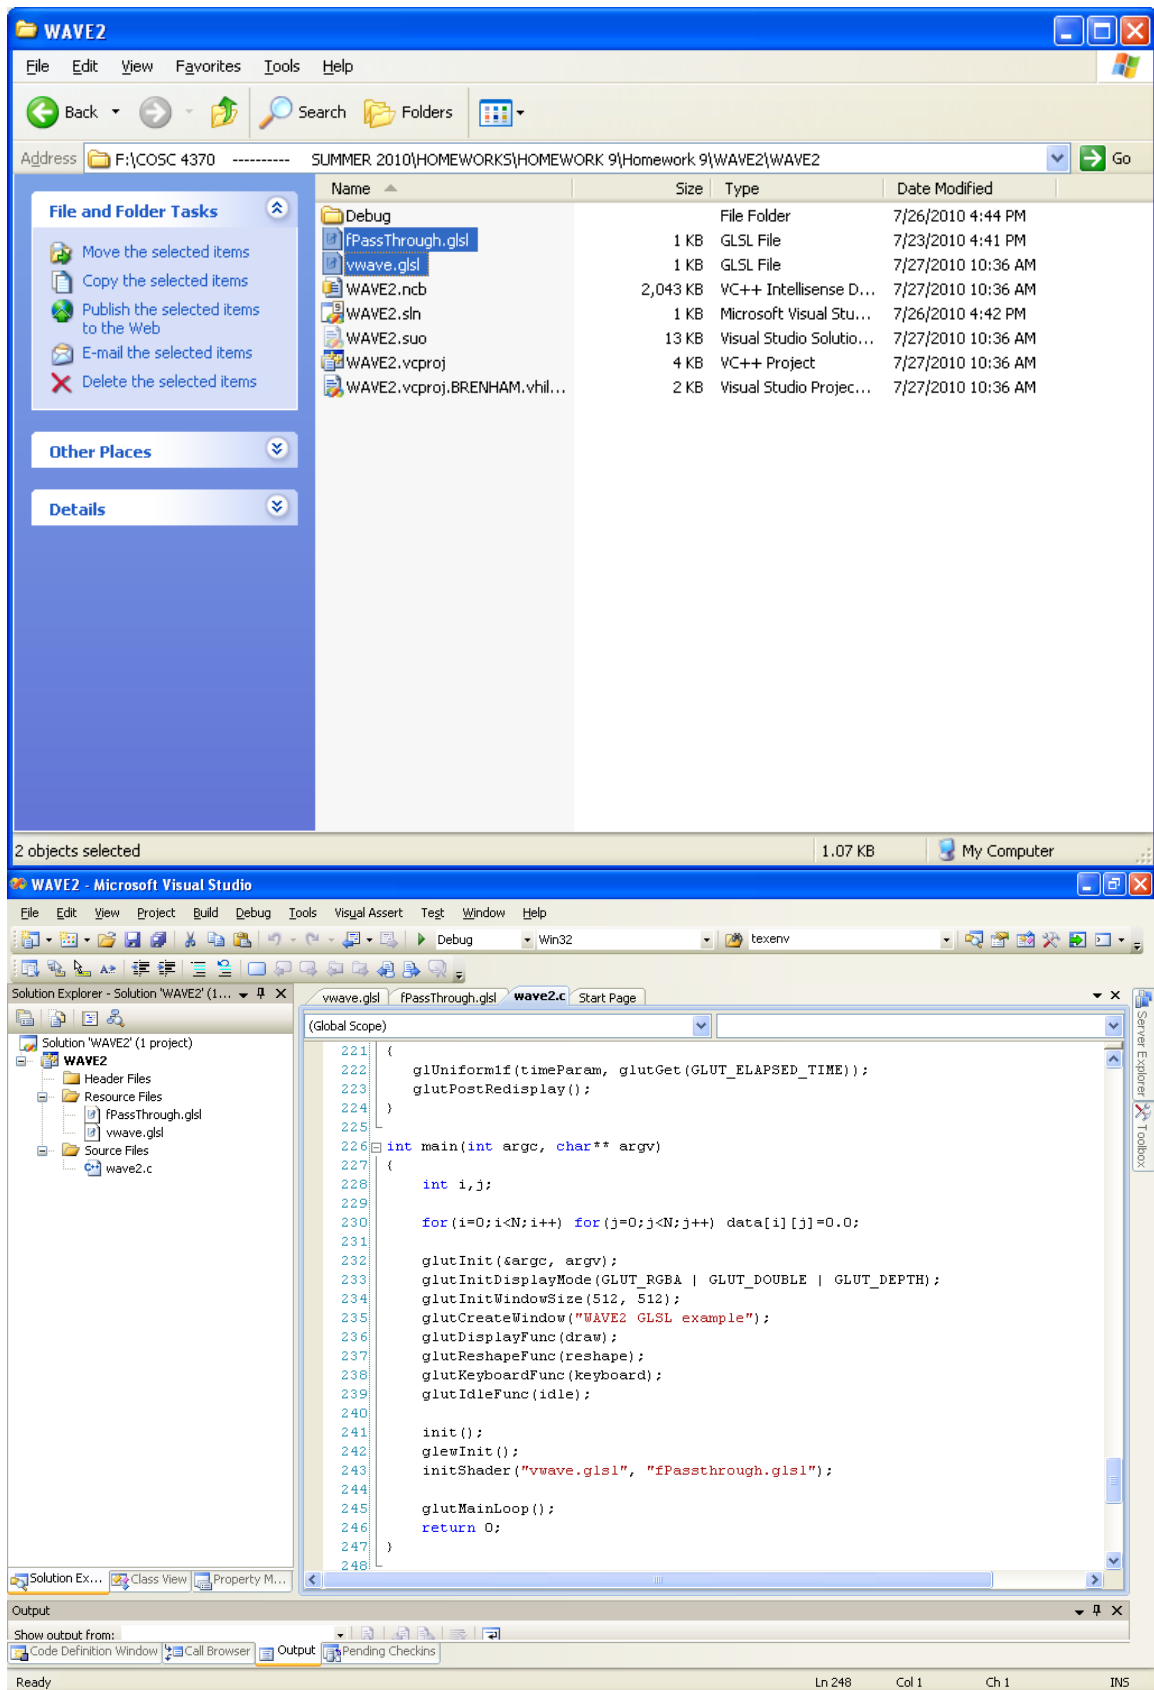 WAVE2
File Edit View Favorites Tools Help
Back Search Folders
Address F:\COSC 4370 ---------- SUMMER 2010\HOMEWORKS\HOMEWORK 9\Homework 9\WAVE2\WAVE2 Go
Name Size Type Date Modified
File and Folder Tasks
Move the selected items
Copy the selected items
Publish the selected items
to the Web
E-mail the selected items
Delete the selected items
Other Places
Details
Debug File Folder 7/26/2010 4:44 PM
fPassThrough.glsl 1 KB GLSL File 7/23/2010 4:41 PM
vwave.glsl 1 KB GLSL File 7/27/2010 10:36 AM
WAVE2.ncb 2,043 KB VC++ Intellisense D... 7/27/2010 10:36 AM
WAVE2.sln 1 KB Microsoft Visual Stu... 7/26/2010 4:42 PM
WAVE2.suo 13 KB Visual Studio Solutio... 7/27/2010 10:36 AM
WAVE2.vcproj 4 KB VC++ Project 7/27/2010 10:36 AM
WAVE2.vcproj.BRENHAM.vhil... 2 KB Visual Studio Projec... 7/27/2010 10:36 AM
2 objects selected 1.07 KB My Computer
WAVE2 - Microsoft Visual Studio
File Edit View Project Build Debug Tools Visual Assert Test Window Help
Debug Win32 texenv
Solution Explorer - Solution 'WAVE2' (1...
Solution 'WAVE2' (1 project)
WAVE2
Header Files
Resource Files
fPassThrough.glsl
vwave.glsl
Source Files
wave2.c
vwave.glsl fPassThrough.glsl wave2.c Start Page
(Global Scope)
221 {
222 glUniform1f(timeParam, glutGet(GLUT_ELAPSED_TIME));
223 glutPostRedisplay();
224 }
225
226 int main(int argc, char** argv)
227 {
228 int i,j;
229
230 for(i=0;i<N;i++) for(j=0;j<N;j++) data[i][j]=0.0;
231
232 glutInit(&argc, argv);
233 glutInitDisplayMode(GLUT_RGBA | GLUT_DOUBLE | GLUT_DEPTH);
234 glutInitWindowSize(512, 512);
235 glutCreateWindow("WAVE2 GLSL example");
236 glutDisplayFunc(draw);
237 glutReshapeFunc(reshape);
238 glutKeyboardFunc(keyboard);
239 glutIdleFunc(idle);
240
241 init();
242 glewInit();
243 initShader("vwave.glsl", "fPassthrough.glsl");
244
245 glutMainLoop();
246 return 0;
247 }
248
Server Explorer
Toolbox
Solution Ex... Class View Property M...
Output
Show output from:
Code Definition Window Call Browser Output Pending Checkins
Ready Ln 248 Col 1 Ch 1 INS